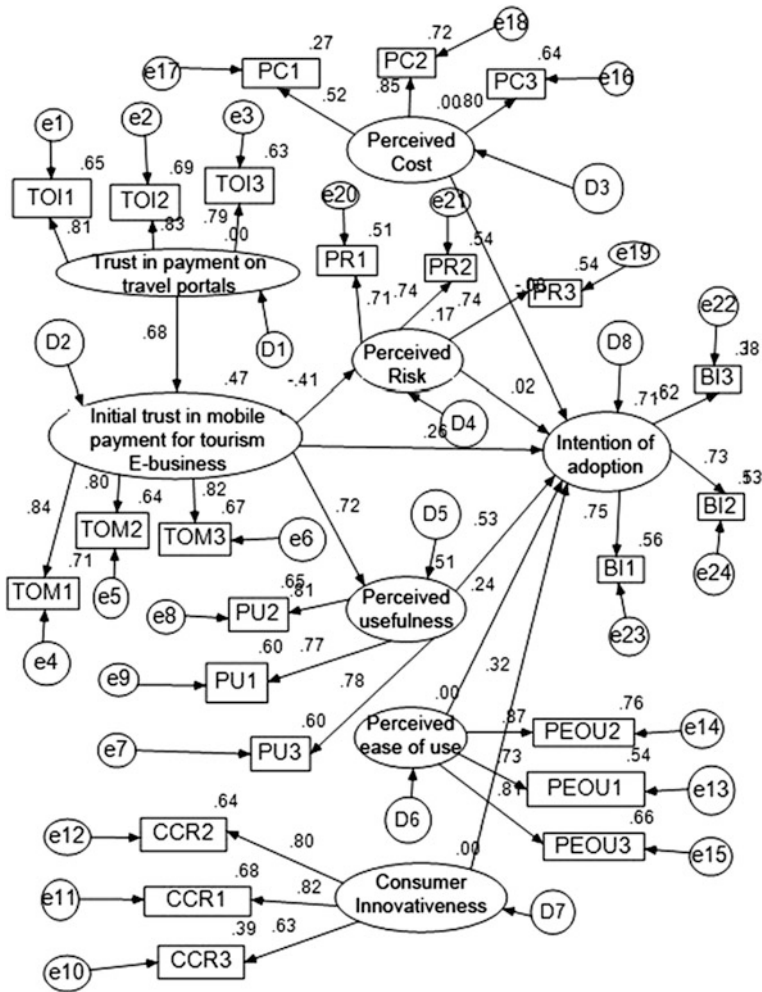 e18
.27
.72
e17
PC1
PC2
.64
PC3
e16
.52
.85
.00
.80
e1
e2
e3
Perceived
Cost
.65
.69
.63
D3
TOI1
TOI2
TOI3
e20
e21
.81
.83
.79
.00
.51
.54
PR1
PR2
e19
.54
Trust in payment on
travel portals
PR3
.71
.74
.74
.17
e22
D2
.68
D1
Perceived
Risk
D8
BI3
.47
-.41
.02
.71
.62
Initial trust in mobile
payment for tourism
E-business
D4
.26
Intention of
adoption
.73
.84
.80
.82
.72
.53
BI2
.64
.67
D5
.75
.56
TOM2
TOM3
e6
.53
.71
.51
.24
BI1
e24
TOM1
e5
.65
.81
Perceived
usefulness
e8
PU2
e23
e4
.60
.77
.32
e9
PU1
.78
.00
.76
.60
Perceived
ease of use
.87
PEOU2
e14
e7
PU3
.73
.54
.81
PEOU1
e13
D6
.64
.66
e12
CCR2
.80
.00
PEOU3
e15
.68
Consumer
Innovativeness
e11
CCR1
.82
D7
.39
.63
e10
CCR3